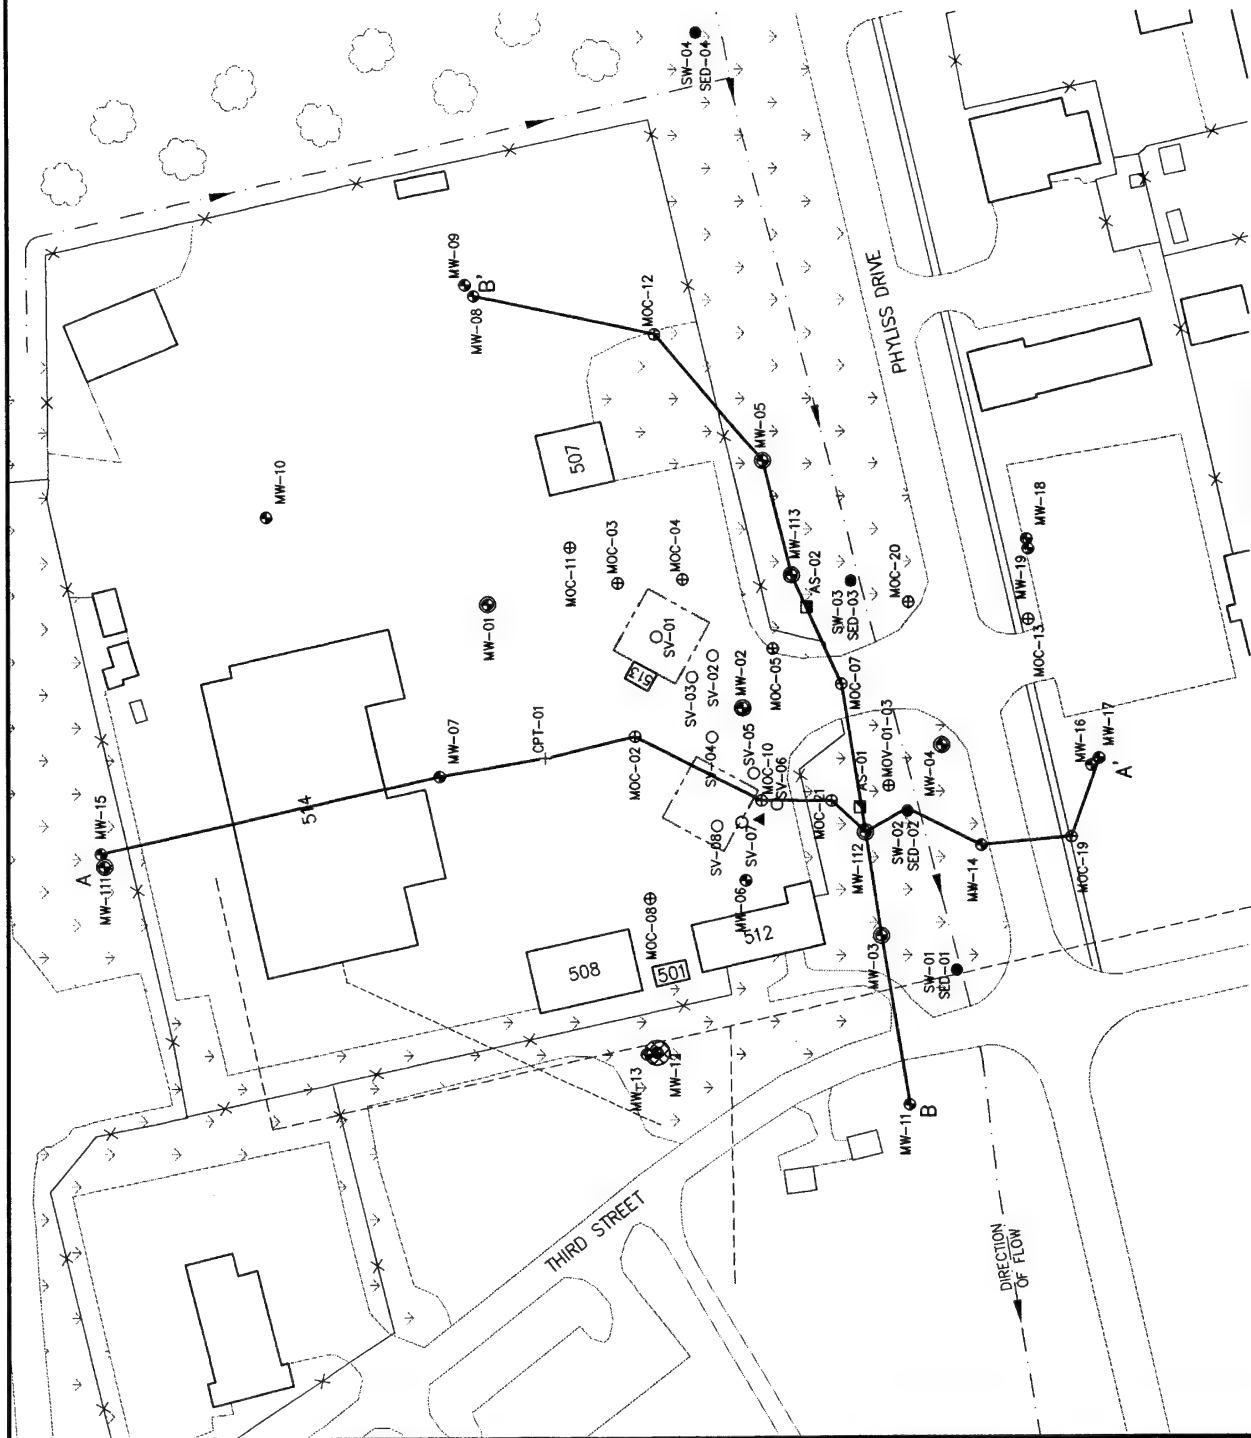 SW-04
SED-04
MW-09
B'
MW-08
MOC-12
PHYLISS DRIVE
507
MW-05
MW-10
MW-18
MW-113
MOC-11
MOC-03
MOC-04
AS-02
MW-19
MW-01
SW-03
SED-03
MOC-20
MOC-13
SV-01
513
SV-02
SV-03
MOC-05
MW-02
MOC-07
MW-07
CPT-01
MOC-02
SV-04
SV-05
MOC-10
SV-06
MOV-01-03
MW-04
MW-16
MW-17
A'
514
AS-01
MOC-21
MW-15
A
MW-111
SV-08
SV-07
MW-112
SW-02
SED-02
MW-14
MOC-19
MOC-08
MW-06
512
MW-03
508
501
SW-01
SED-01
MW-13
MW-12
MW-11
B
THIRD STREET
DIRECTION
OF FLOW